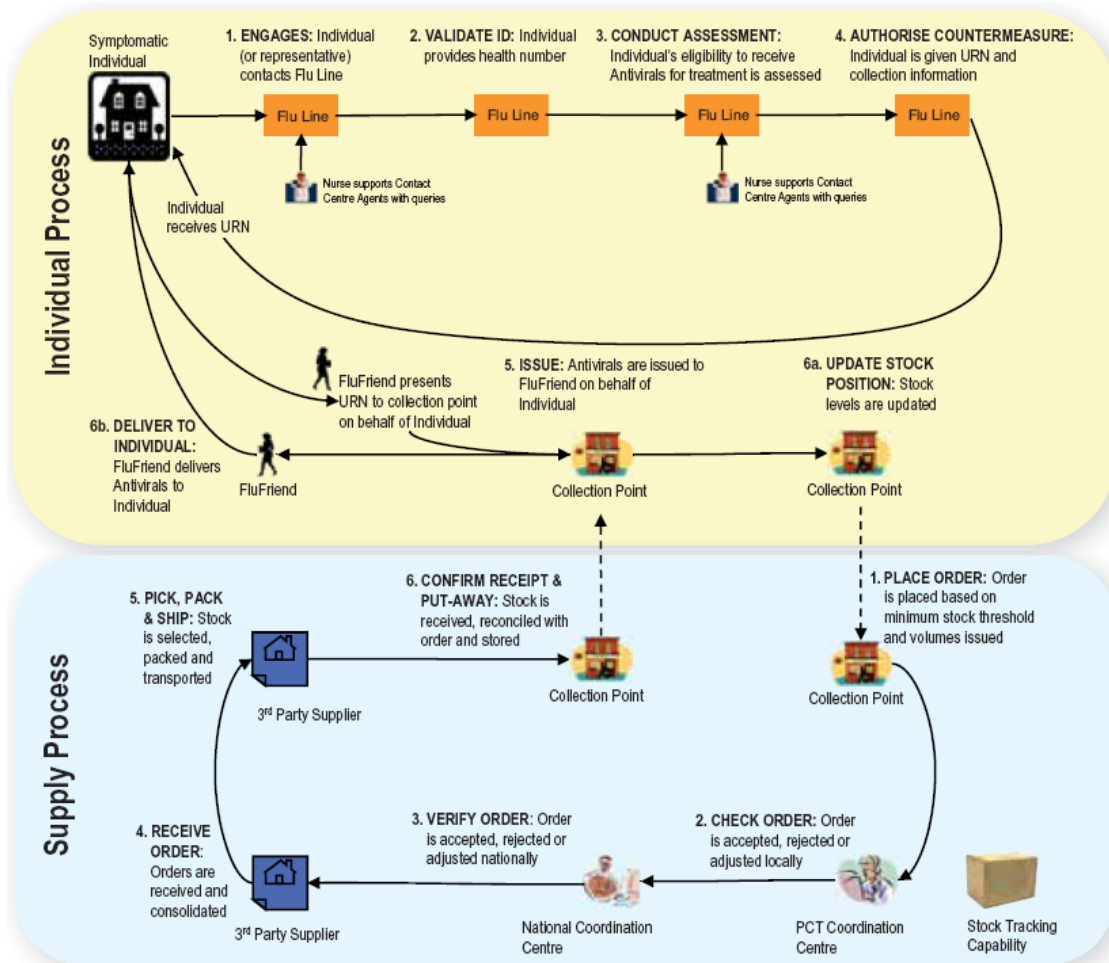 Individual Process
Symptomatic
Individual
1. ENGAGES: Individual
(or representative)
contacts Flu Line
2. VALIDATE ID: Individual
provides health number
3. CONDUCT ASSESSMENT:
Individual's eligibility to receive
Antivirals for treatment is assessed
4. AUTHORISE COUNTERMEASURE:
Individual is given URN and
collection information
Flu Line
Flu Line
Flu Line
Flu Line
Nurse supports Contact
Centre Agents with queries
Nurse supports Contact
Centre Agents with queries
Individual
receives URN
FluFriend presents
URN to collection point
on behalf of Individual
5. ISSUE: Antivirals are issued to
FluFriend on behalf of
Individual
6a. UPDATE STOCK
POSITION: Stock
levels are updated
6b. DELIVER TO
INDIVIDUAL:
FluFriend delivers
Antivirals to
Individual
FluFriend
Collection Point
Collection Point
Supply Process
5. PICK, PACK
& SHIP: Stock
is selected,
packed and
transported
3rd Party Supplier
6. CONFIRM RECEIPT &
PUT-AWAY: Stock is
received, reconciled with
order and stored
Collection Point
1. PLACE ORDER: Order
is placed based on
minimum stock threshold
and volumes issued
Collection Point
4. RECEIVE
ORDER:
Orders are
received and
consolidated
3rd Party Supplier
3. VERIFY ORDER: Order
is accepted, rejected or
adjusted nationally
National Coordination
Centre
2. CHECK ORDER: Order
is accepted, rejected or
adjusted locally
PCT Coordination
Centre
Stock Tracking
Capability